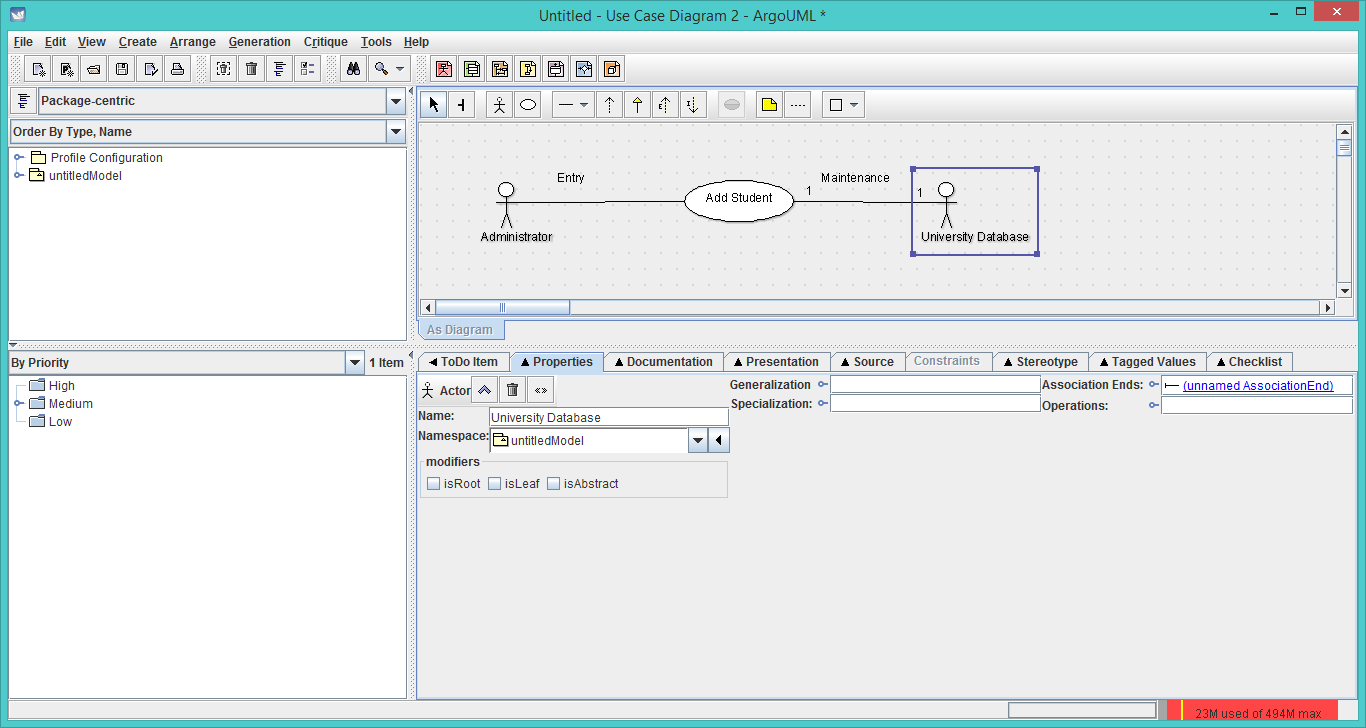 Untitled - Use Case Diagram 2 - ArgoUML *
File Edit View Create Arrange Generation Critique Tools Help
Package-centric
Order By Type, Name
Profile Configuration
untitledModel
Entry
Maintenance
Add Student
1
1
Administrator
University Database
As Diagram
By Priority
1 Item
High
Medium
Low
ToDo Item Properties Documentation Presentation Source Constraints Stereotype Tagged Values Checklist
Actor
Name:
University Database
Namespace:
untitledModel
modifiers
isRoot isLeaf isAbstract
Generalization
Specialization:
Association Ends:
(unnamed AssociationEnd)
Operations:
23M used of 494M max